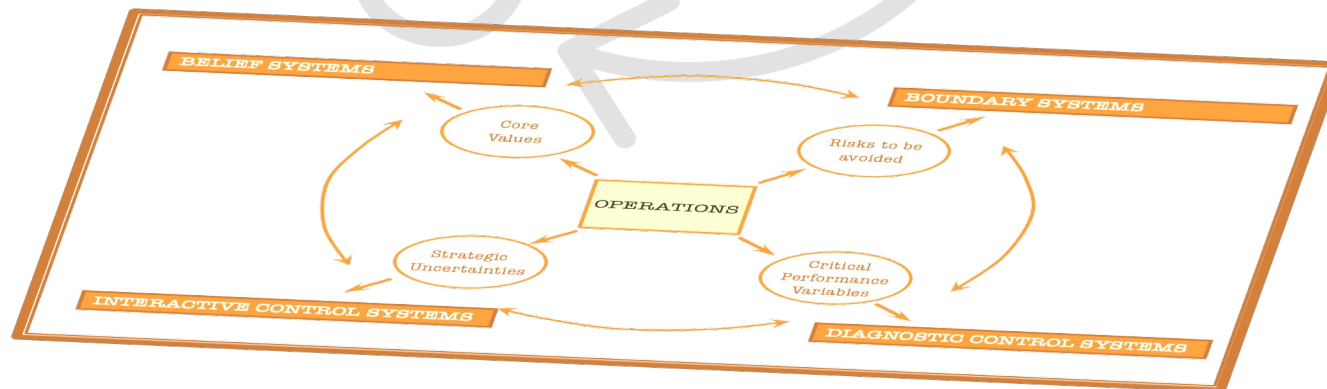 BELIEF SYSTEMS
BOUNDARY SYSTEMS
Core
Values
Risks to be
avoided
OPERATIONS
Strategic
Uncertainties
Critical
Performance
Variables
INTERACTIVE CONTROL SYSTEMS
DIAGNOSTIC CONTROL SYSTEMS